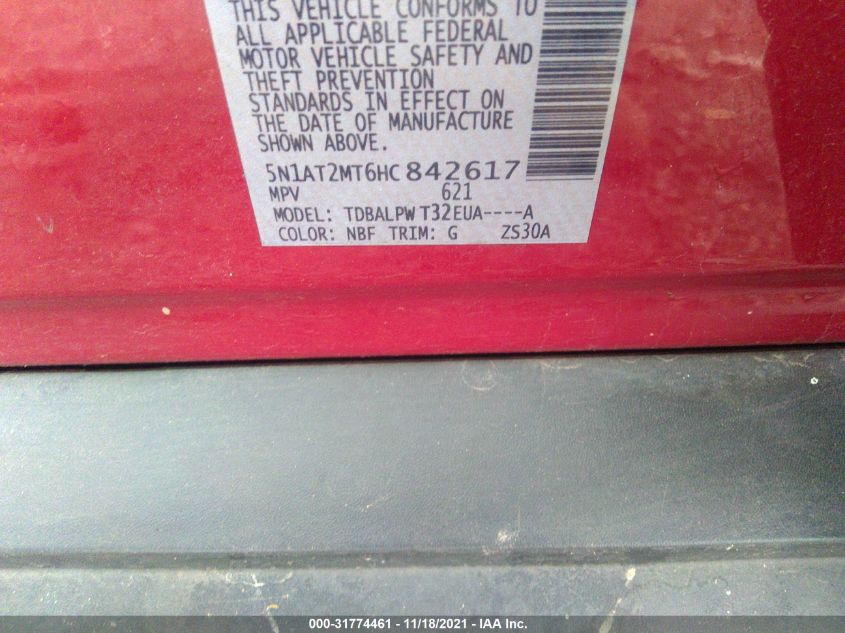 THIS VEHICLE CONFORMS TO
ALL APPLICABLE FEDERAL
MOTOR VEHICLE SAFETY AND
THEFT PREVENTION
STANDARDS IN EFFECT ON
THE DATE OF MANUFACTURE
SHOWN ABOVE.
5N1AT2MT6HC842617
MPV 621
MODEL: TDBALPW T32EUA----A
COLOR: NBF TRIM: G ZS30A
000-31774461 - 11/18/2021 - IAA Inc.